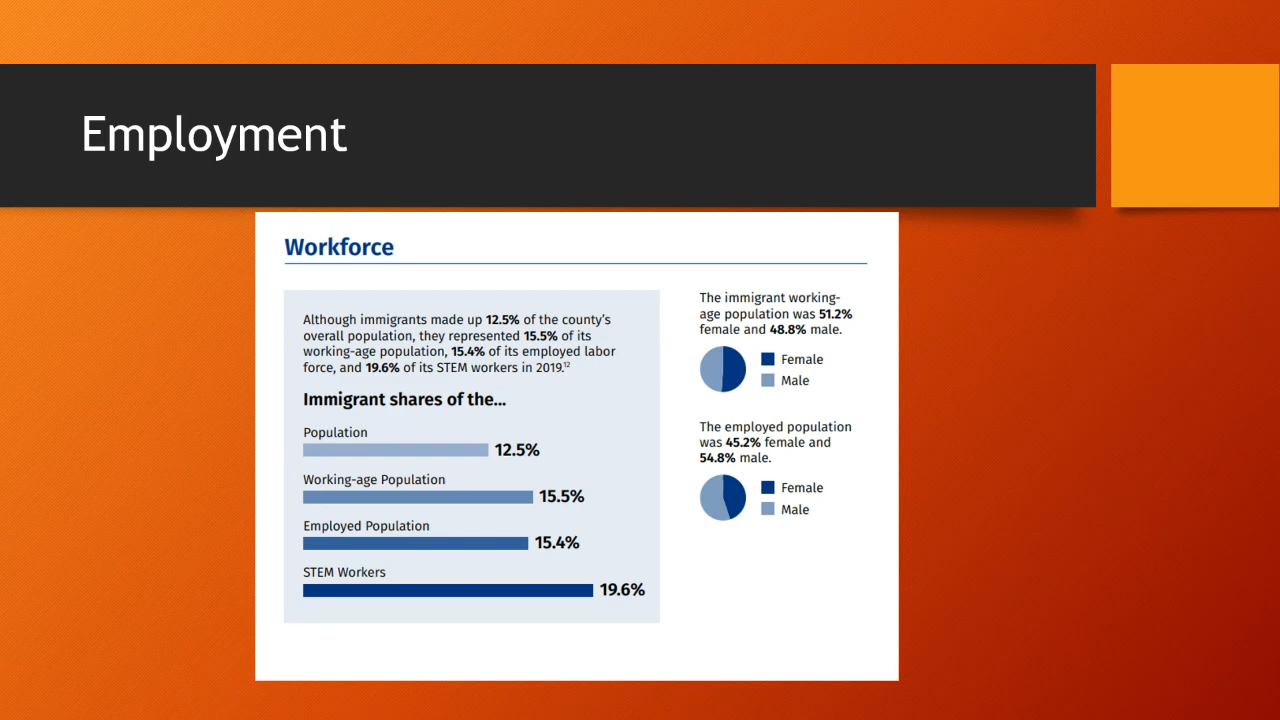 Employment
Workforce
Although immigrants made up 12.5% of the county's
overall population, they represented 15.5% of its
working-age population, 15.4% of its employed labor
force, and 19.6% of its STEM workers in 2019.12
Immigrant shares of the...
Population
12.5%
Working-age Population
15.5%
Employed Population
15.4%
STEM Workers
19.6%
The immigrant working-
age population was 51.2%
female and 48.8% male.
Female
Male
The employed population
was 45.2% female and
54.8% male.
Female
Male